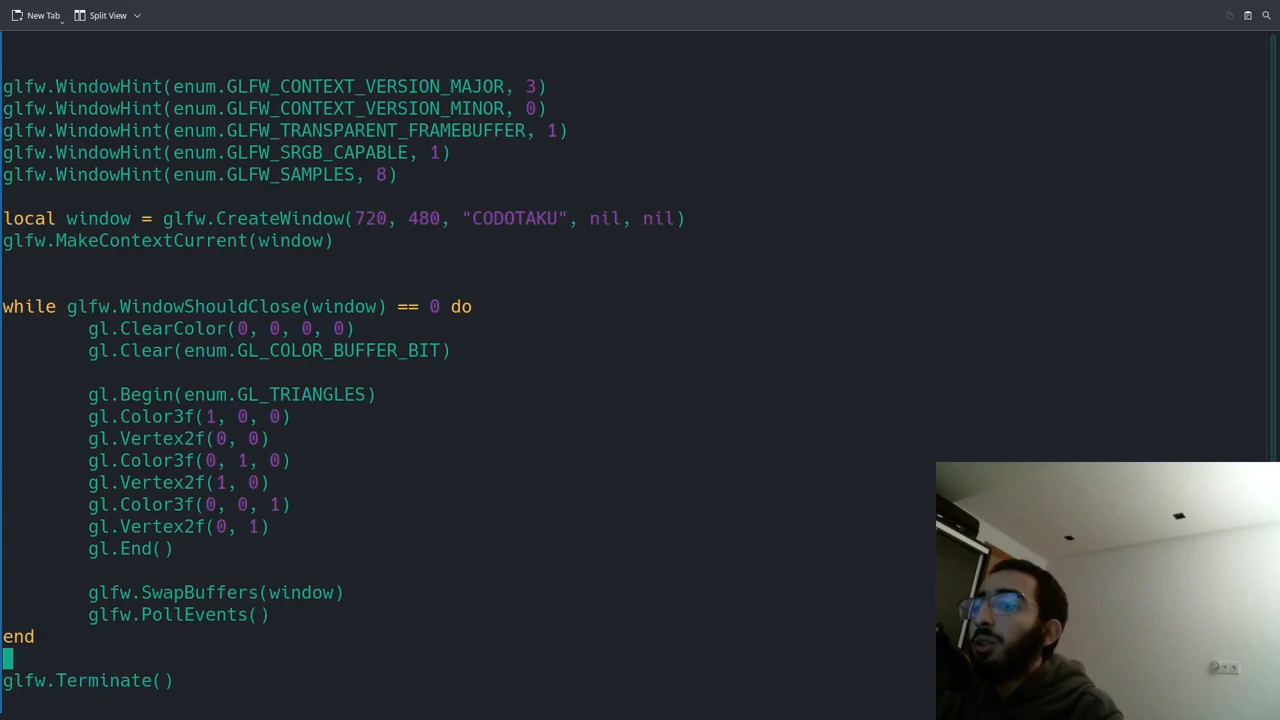 New Tab
Split View
glfw.WindowHint(enum.GLFW_CONTEXT_VERSION_MAJOR, 3)
glfw.WindowHint(enum.GLFW_CONTEXT_VERSION_MINOR, 0)
glfw.WindowHint(enum.GLFW_TRANSPARENT_FRAMEBUFFER, 1)
glfw.WindowHint(enum.GLFW_SRGB_CAPABLE, 1)
glfw.WindowHint(enum.GLFW_SAMPLES, 8)
local window = glfw.CreateWindow(720, 480, "CODOTAKU", nil, nil)
glfw.MakeContextCurrent(window)
while glfw.WindowShouldClose(window) == 0 do
gl.ClearColor(0, 0, 0, 0)
gl.Clear(enum.GL_COLOR_BUFFER_BIT)
gl.Begin(enum.GL_TRIANGLES)
gl.Color3f(1, 0, 0)
gl.Vertex2f(0, 0)
gl.Color3f(0, 1, 0)
gl.Vertex2f(1, 0)
gl.Color3f(0, 0, 1)
gl.Vertex2f(0, 1)
gl.End()
glfw.SwapBuffers(window)
glfw.PollEvents()
end
glfw.Terminate()